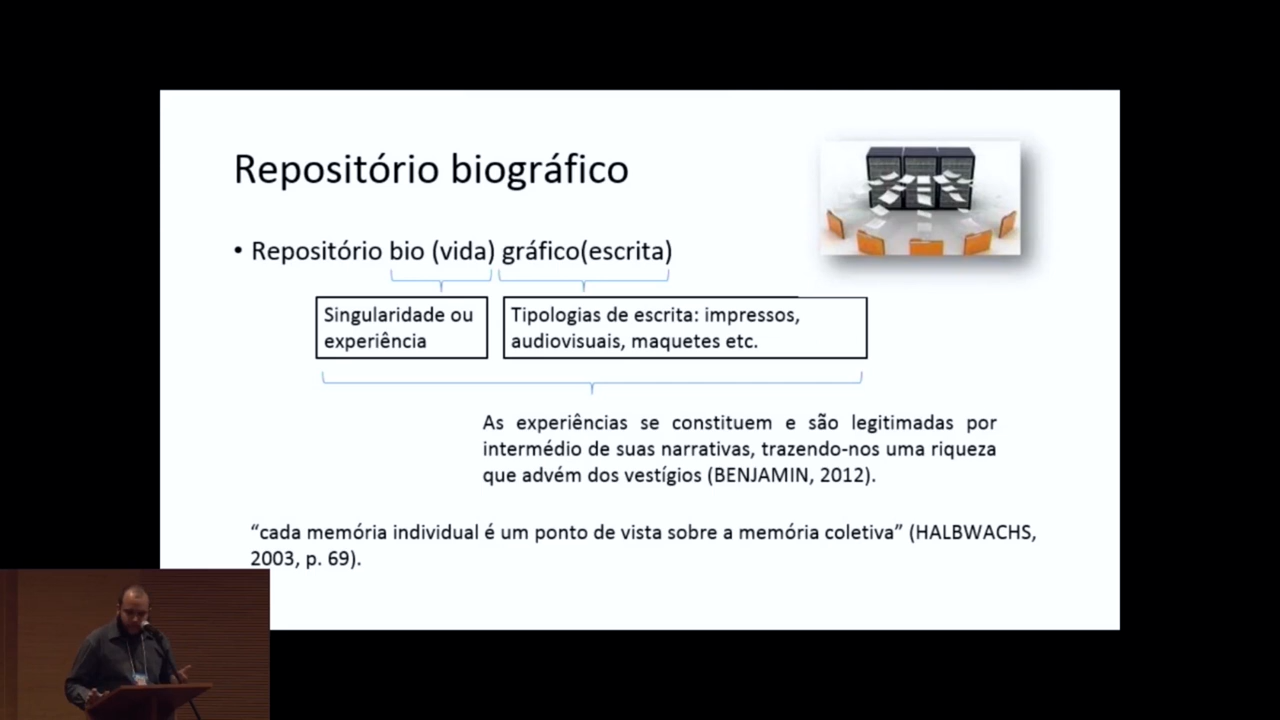 Repositório biográfico
• Repositório bio (vida) gráfico(escrita)
Singularidade ou
experiência
Tipologias de escrita: impressos,
audiovisuais, maquetes etc.
As experiências se constituem e são legitimadas por
intermédio de suas narrativas, trazendo-nos uma riqueza
que advém dos vestígios (BENJAMIN, 2012).
“cada memória individual é um ponto de vista sobre a memória coletiva” (HALBWACHS,
2003, p. 69).